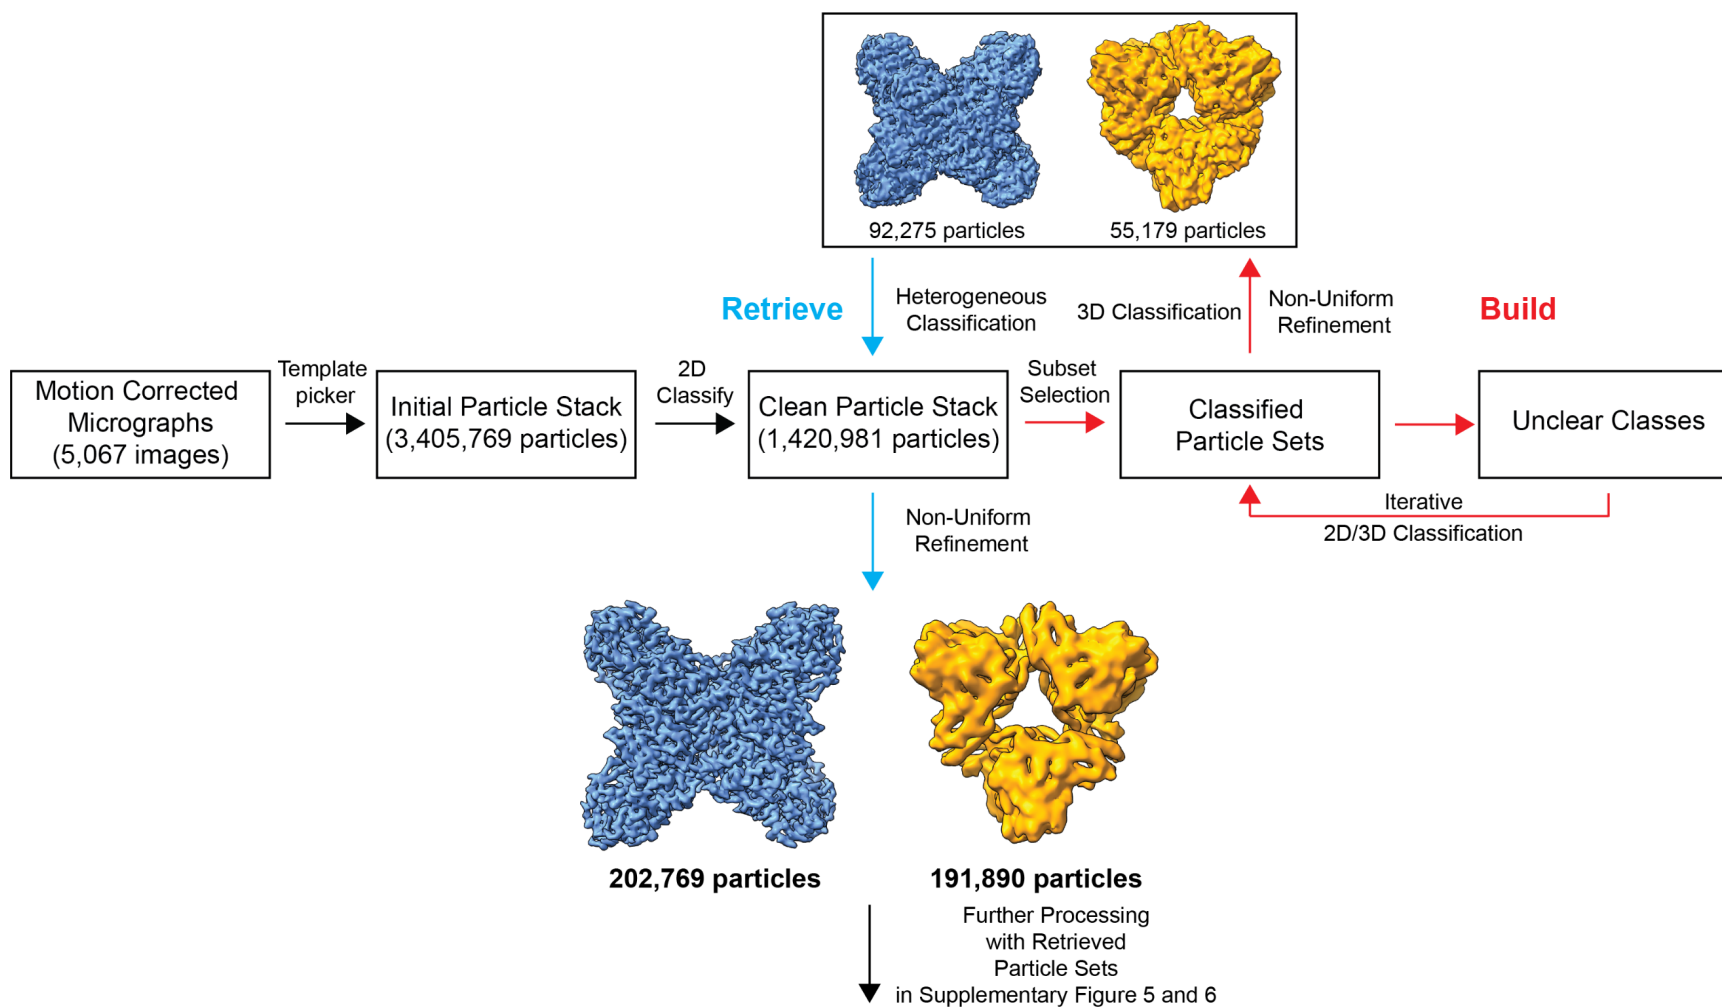 92,275 particles
55,179 particles
Retrieve
Heterogeneous
Classification
3D Classification
Non-Uniform
Refinement
Build
Motion Corrected
Micrographs
(5,067 images)
Template
picker
Initial Particle Stack
(3,405,769 particles)
2D
Classify
Clean Particle Stack
(1,420,981 particles)
Subset
Selection
Classified
Particle Sets
Unclear Classes
Iterative
2D/3D Classification
Non-Uniform
Refinement
202,769 particles
191,890 particles
Further Processing
with Retrieved
Particle Sets
in Supplementary Figure 5 and 6